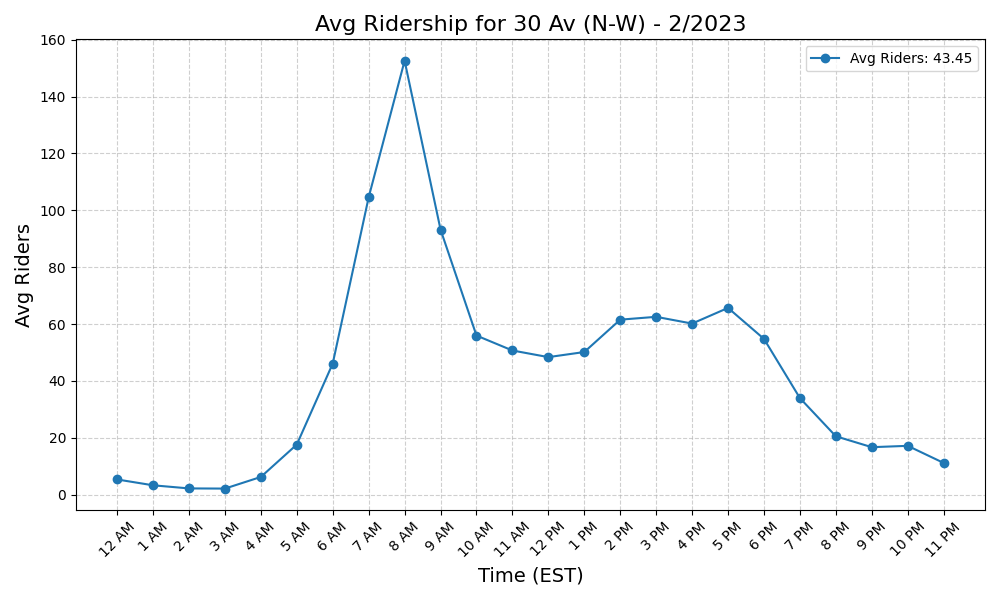 Avg Ridership for 30 Av (N-W) - 2/2023
Avg Riders: 43.45
Avg Riders
160
140
120
100
80
60
40
20
0
12 AM
1 AM
2 AM
3 AM
4 AM
5 AM
6 AM
7 AM
8 AM
9 AM
10 AM
11 AM
12 PM
1 PM
2 PM
3 PM
4 PM
5 PM
6 PM
7 PM
8 PM
9 PM
10 PM
11 PM
Time (EST)